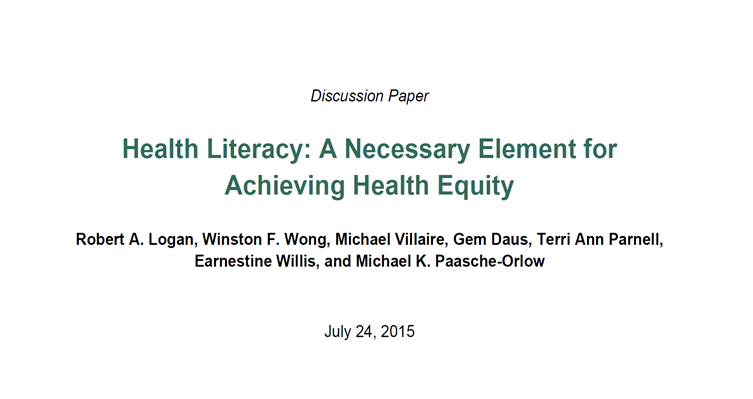 Discussion Paper
Health Literacy: A Necessary Element for
Achieving Health Equity
Robert A. Logan, Winston F. Wong, Michael Villaire, Gem Daus, Terri Ann Parnell,
Earnestine Willis, and Michael K. Paasche-Orlow
July 24, 2015